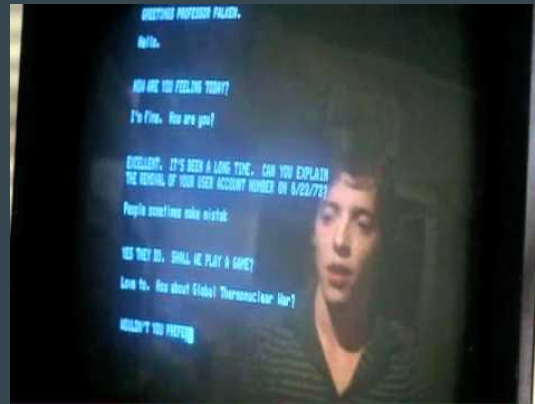 GREETINGS PROFESSOR FALKEN.
Hello.
HOW ARE YOU FEELING TODAY?
I'm fine. How are you?
EXCELLENT. IT'S BEEN A LONG TIME. CAN YOU EXPLAIN
THE REMOVAL OF YOUR USER ACCOUNT NUMBER ON 6/23/73?
People sometimes make mistak
YES THEY DO. SHALL WE PLAY A GAME?
Love to. How about Global Thermonuclear War?
WOULDN'T YOU PREFE